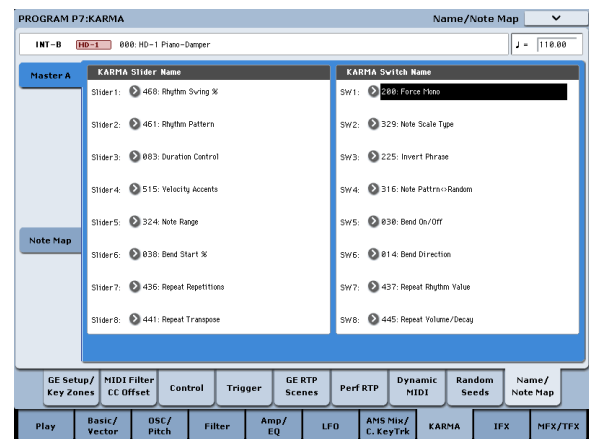 PROGRAM P7:KARMA Name/Note Map
INT-B HD-1 000: HD-1 Piano-Damper ♩ = 110.00
Master A
Note Map
KARMA Slider Name
Slider1: 468: Rhythm Swing %
Slider2: 461: Rhythm Pattern
Slider3: 083: Duration Control
Slider4: 515: Velocity Accents
Slider5: 324: Note Range
Slider6: 038: Bend Start %
Slider7: 436: Repeat Repetitions
Slider8: 441: Repeat Transpose
KARMA Switch Name
SW1: 200: Force Mono
SW2: 329: Note Scale Type
SW3: 225: Invert Phrase
SW4: 316: Note Pattrn<>Random
SW5: 030: Bend On/Off
SW6: 014: Bend Direction
SW7: 437: Repeat Rhythm Value
SW8: 445: Repeat Volume/Decay
GE Setup/ Key Zones
MIDI Filter CC Offset
Control
Trigger
GE RTP Scenes
Perf RTP
Dynamic MIDI
Random Seeds
Name/ Note Map
Play
Basic/ Vector
OSC/ Pitch
Filter
Amp/ EQ
LFO
AMS Mix/ C. KeyTrk
KARMA
IFX
MFX/TFX